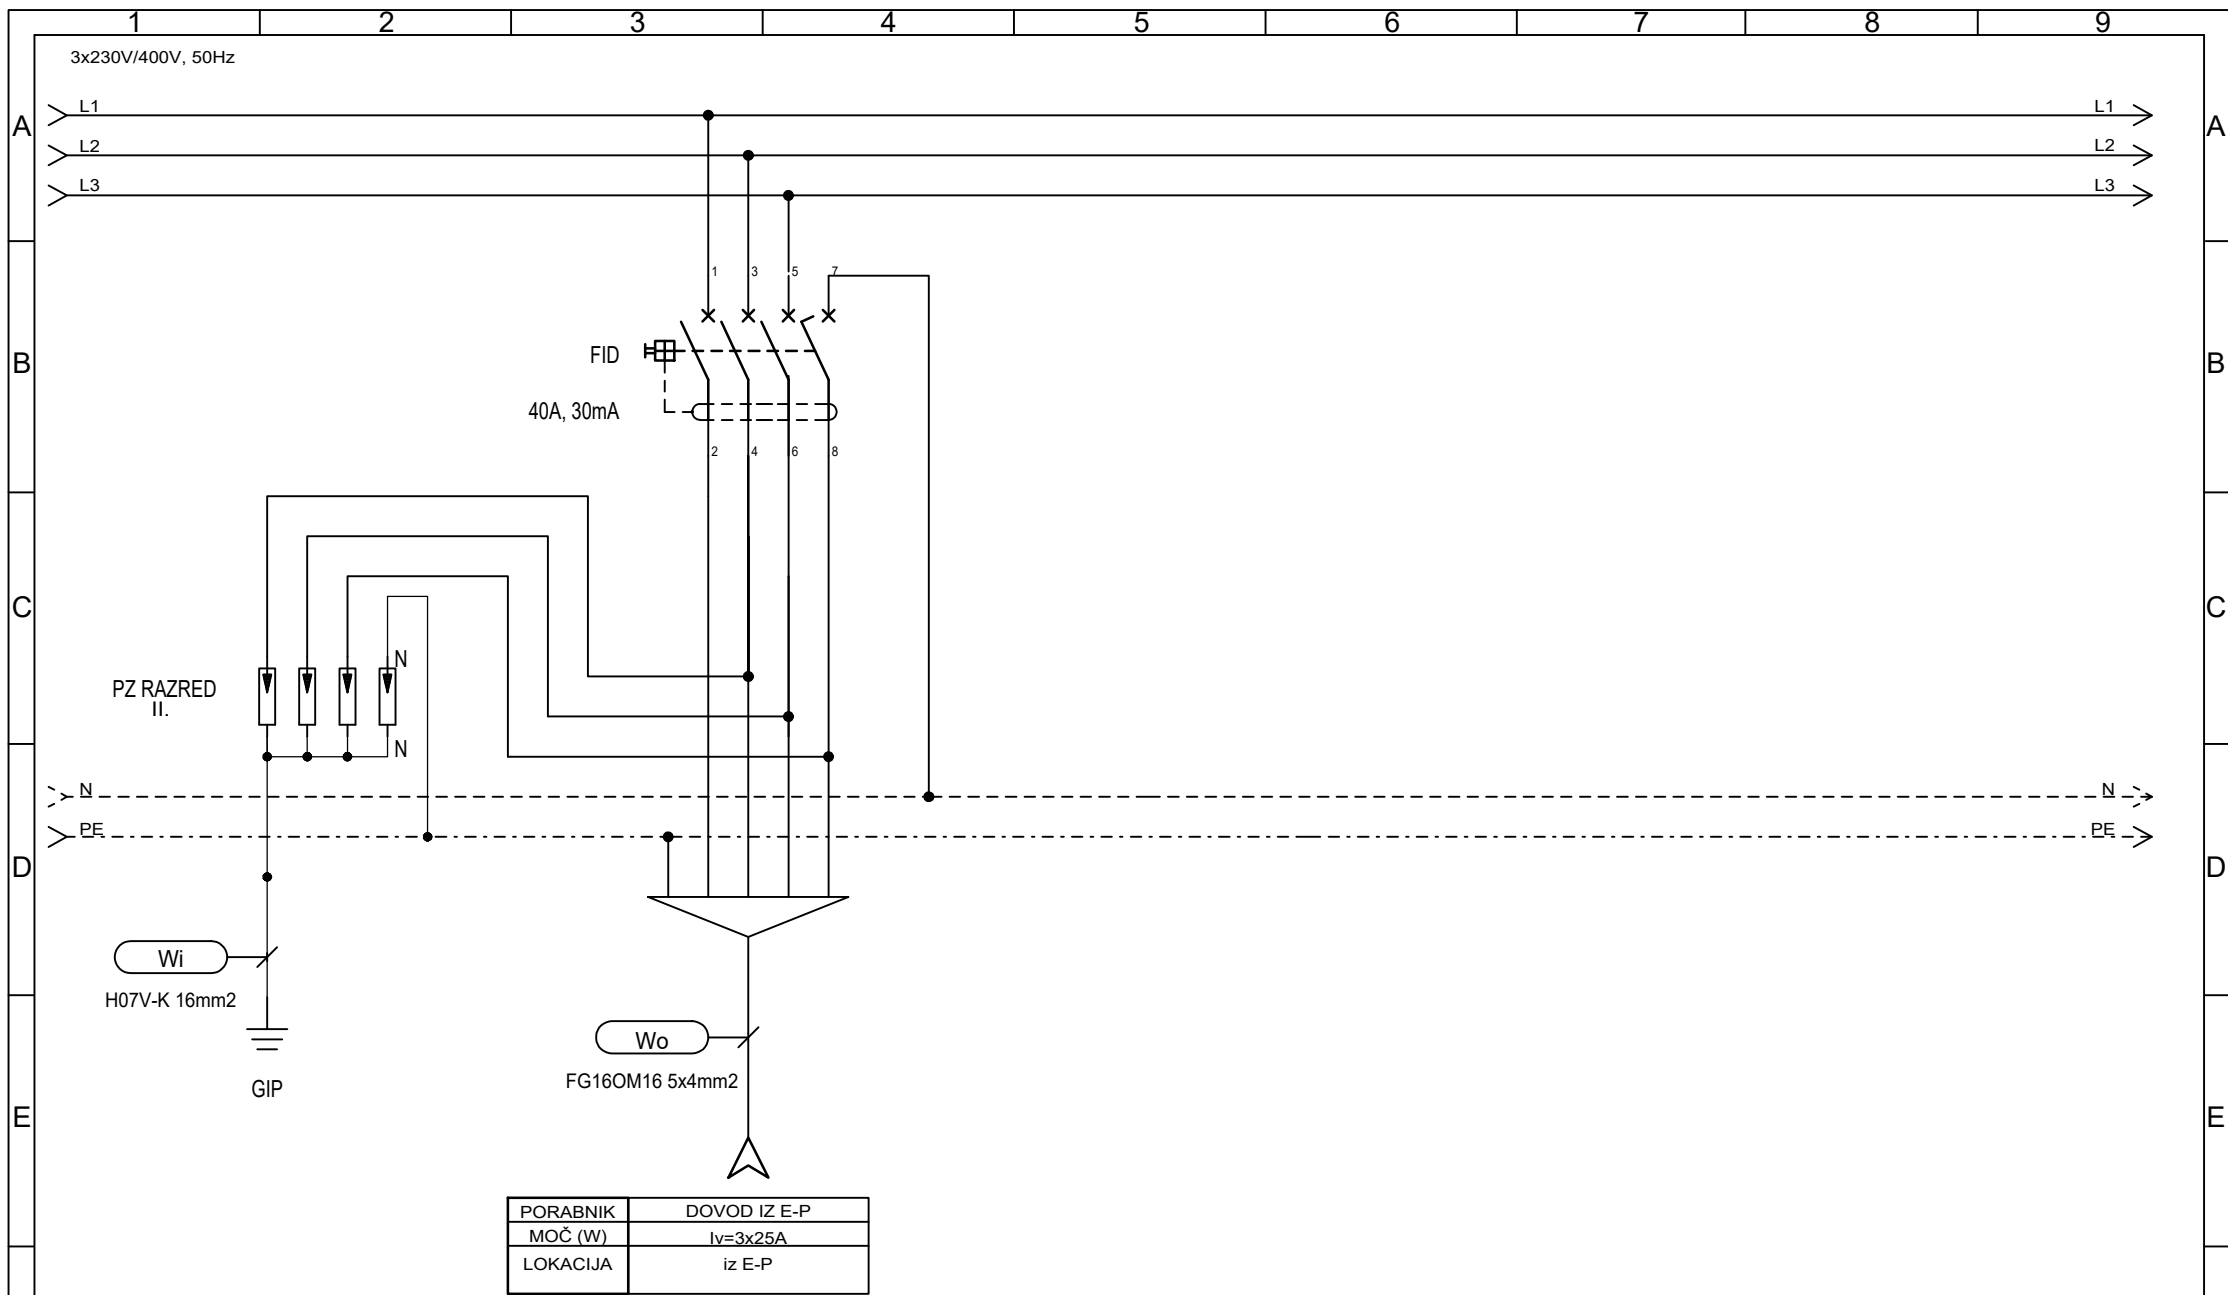 1 2 3 4 5 6 7 8 9
3x230V/400V, 50Hz
L1 L1
A A
L2 L2
L3 L3
1 3 5 7
FID
B B
40A, 30mA
2 4 6 8
C C
N
PZ RAZRED
II.
N
N N
PE PE
D D
Wi
H07V-K 16mm2
Wo
FG16OM16 5x4mm2
GIP
E E
PORABNIK DOVOD IZ E-P
MOČ (W) Iv=3x25A
LOKACIJA iz E-P